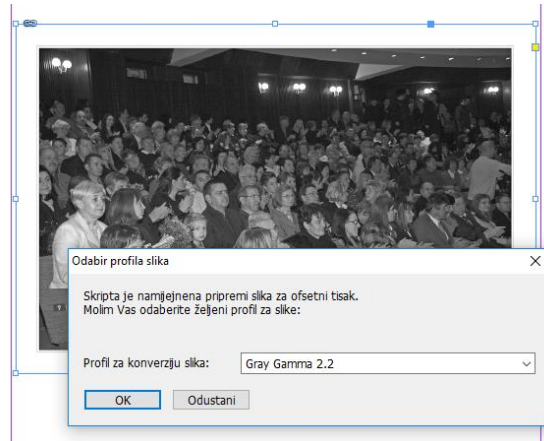 Odabir profila slika
Skripta je namijenjena pripremi slika za ofsetni tisak.
Molim Vas odaberite željeni profil za slike:
Profil za konverziju slika:
Gray Gamma 2.2
OK
Odustani